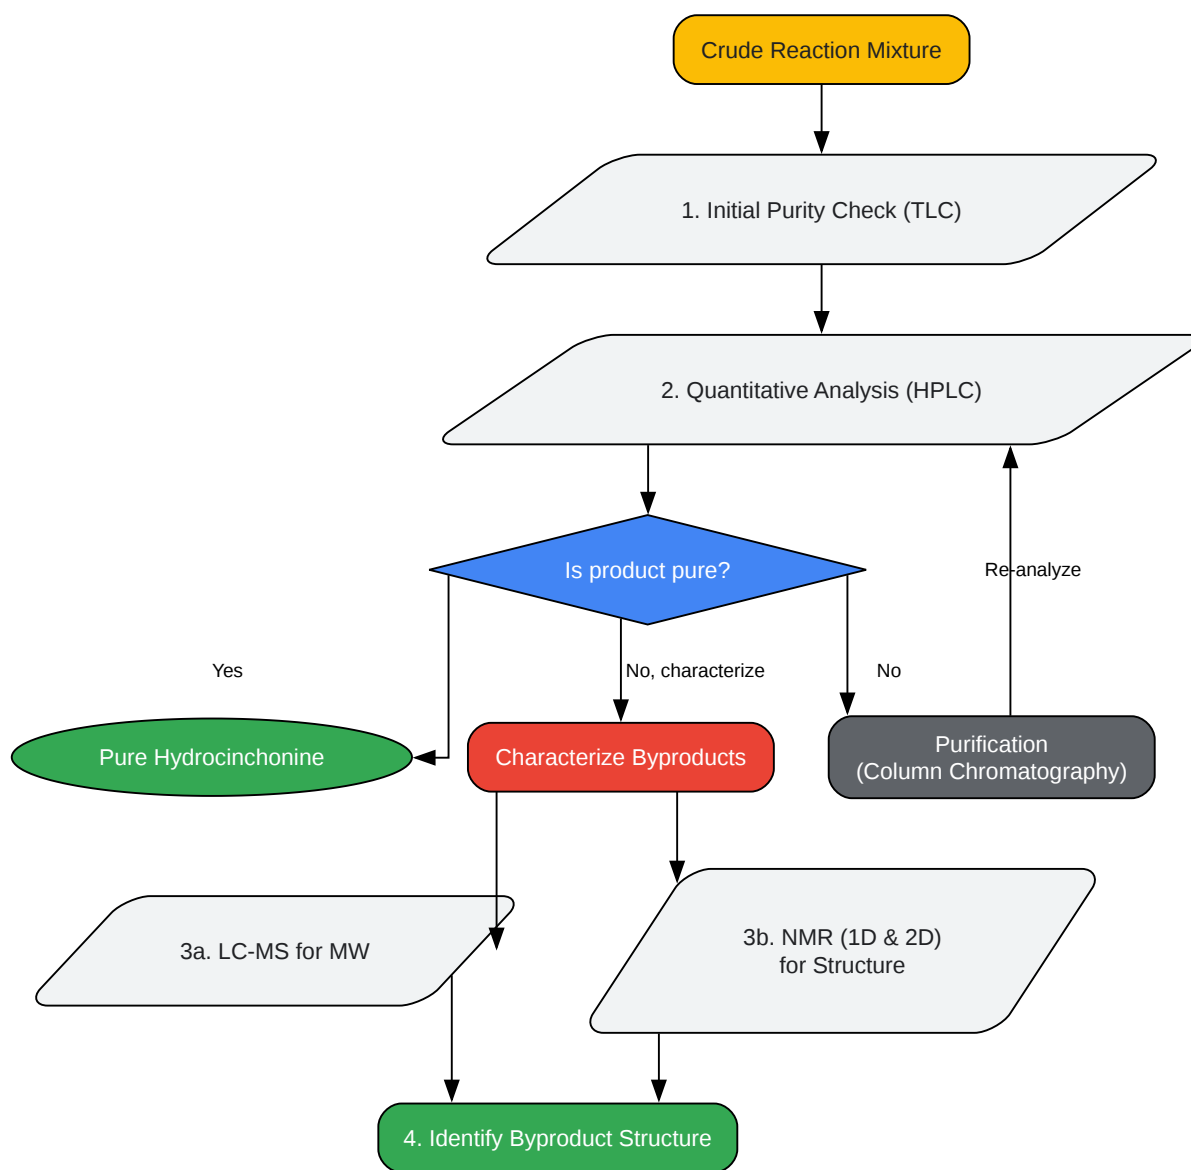 Crude Reaction Mixture
1. Initial Purity Check (TLC)
2. Quantitative Analysis (HPLC)
Is product pure?
Re-analyze
Yes
No, characterize
No
Pure Hydrocinchonine
Characterize Byproducts
Purification
(Column Chromatography)
3a. LC-MS for MW
3b. NMR (1D & 2D)
for Structure
4. Identify Byproduct Structure